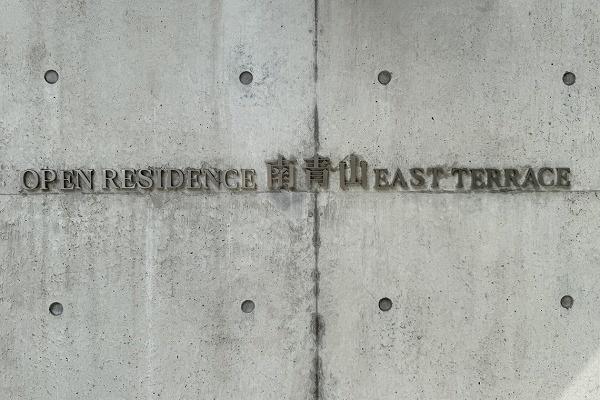 OPEN RESIDENCE 南青山 EAST TERRACE